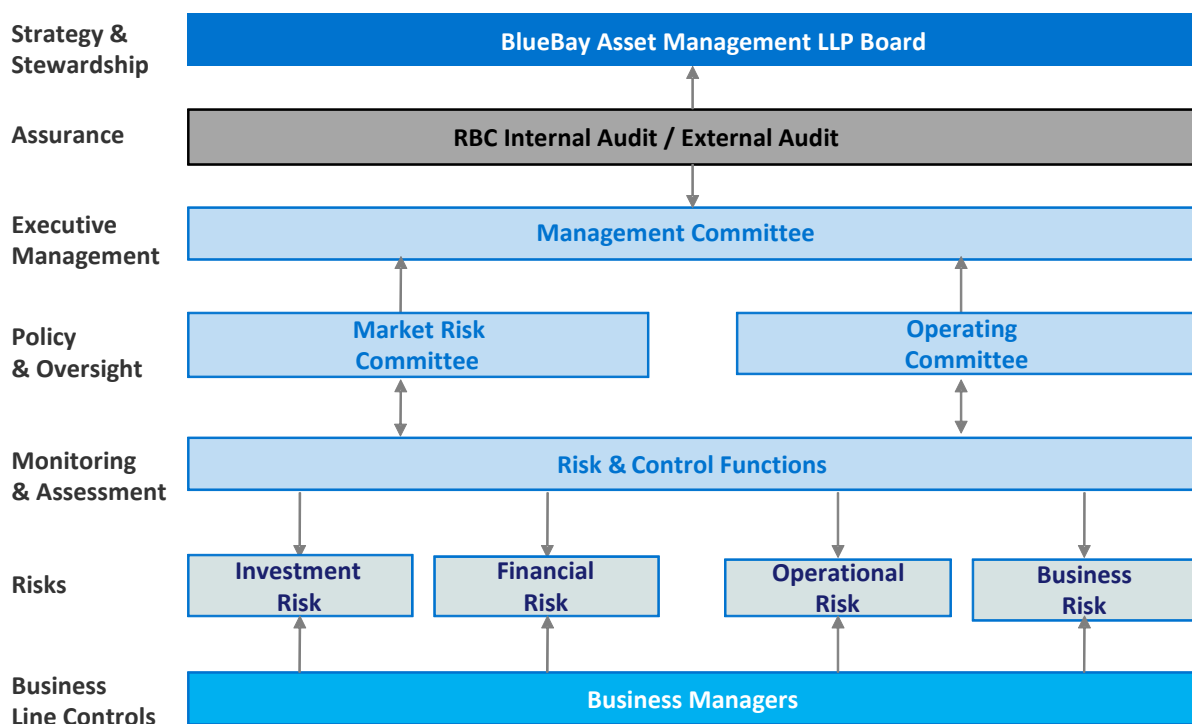 Strategy &
Stewardship
BlueBay Asset Management LLP Board
Assurance
RBC Internal Audit / External Audit
Executive
Management
Management Committee
Policy
& Oversight
Market Risk
Committee
Operating
Committee
Monitoring
& Assessment
Risk & Control Functions
Risks
Investment
Risk
Financial
Risk
Operational
Risk
Business
Risk
Business
Line Controls
Business Managers